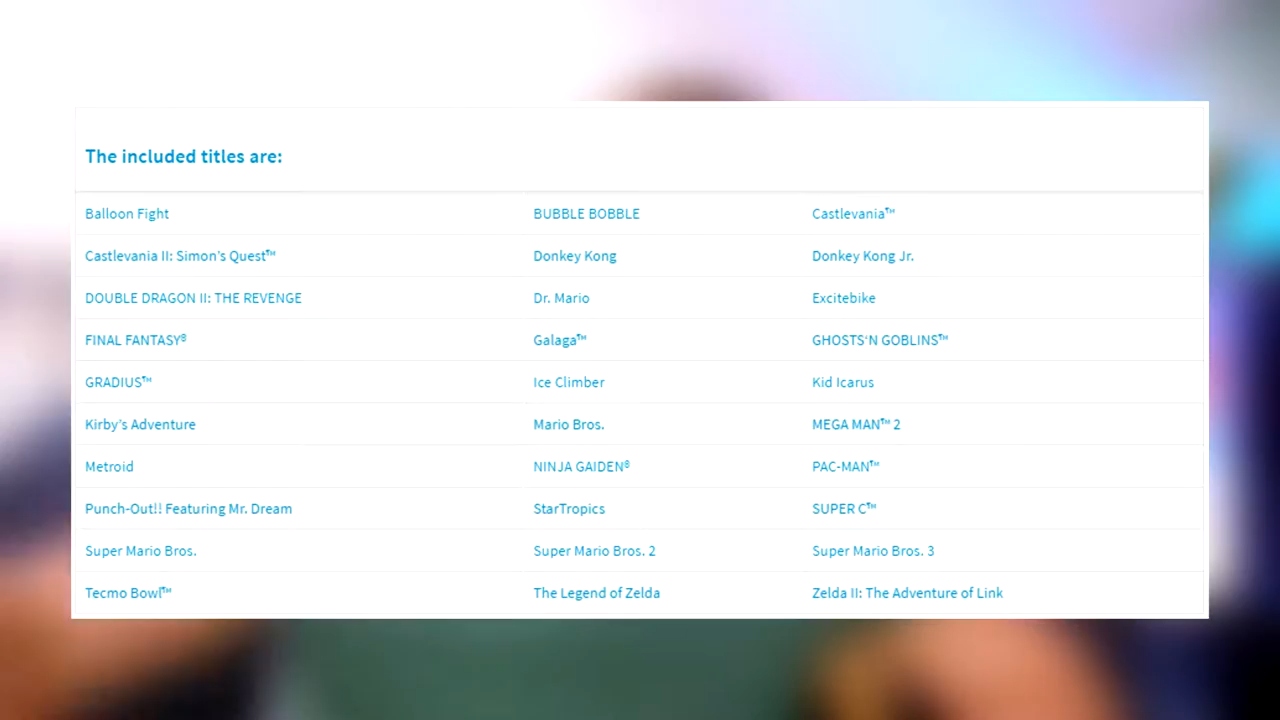 The included titles are:
Balloon Fight BUBBLE BOBBLE Castlevania™
Castlevania II: Simon’s Quest™ Donkey Kong Donkey Kong Jr.
DOUBLE DRAGON II: THE REVENGE Dr. Mario Excitebike
FINAL FANTASY® Galaga™ GHOSTS‘N GOBLINS™
GRADIUS™ Ice Climber Kid Icarus
Kirby’s Adventure Mario Bros. MEGA MAN™ 2
Metroid NINJA GAIDEN® PAC-MAN™
Punch-Out!! Featuring Mr. Dream StarTropics SUPER C™
Super Mario Bros. Super Mario Bros. 2 Super Mario Bros. 3
Tecmo Bowl™ The Legend of Zelda Zelda II: The Adventure of Link